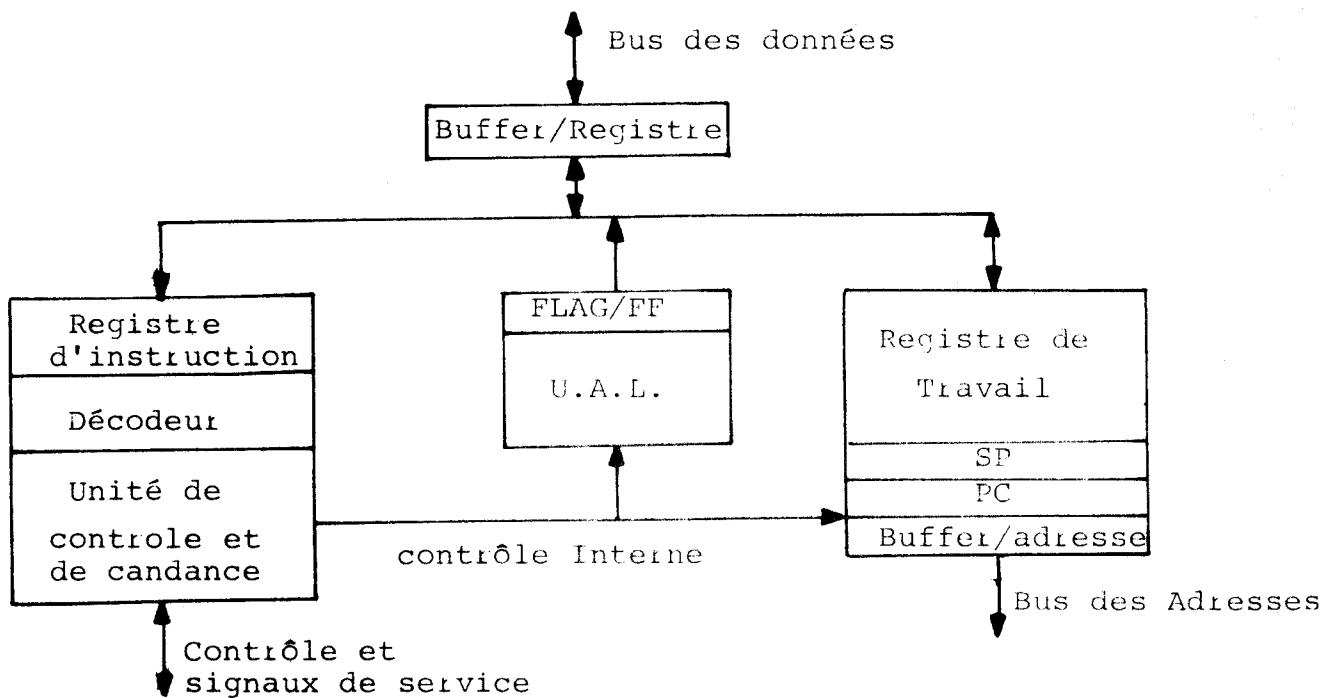 Bus des données
Buffer/Registre
Registre
d'instruction
Décodeur
Unité de
controle et
de candance
FLAG/FF
U.A.L.
Registre de
Travail
SP
PC
Buffer/adresse
contrôle Interne
Bus des Adresses
Contrôle et
signaux de service